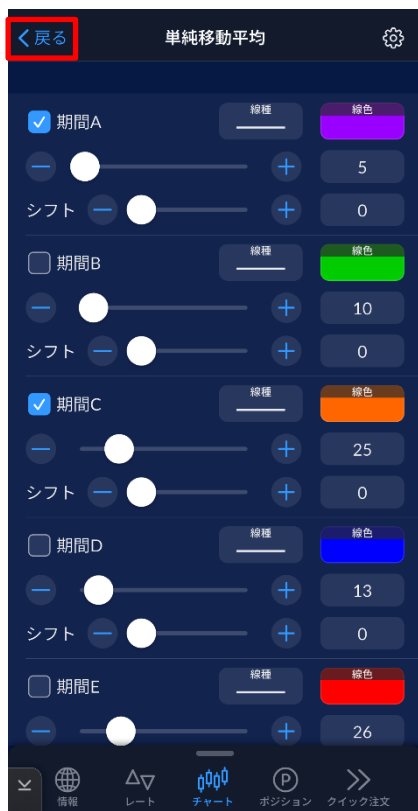 戻る 単純移動平均
期間A 線種 線色
5
シフト 0
期間B 線種 線色
10
シフト 0
期間C 線種 線色
25
シフト 0
期間D 線種 線色
13
シフト 0
期間E 線種 線色
26
情報 レート チャート P ポジション クイック注文